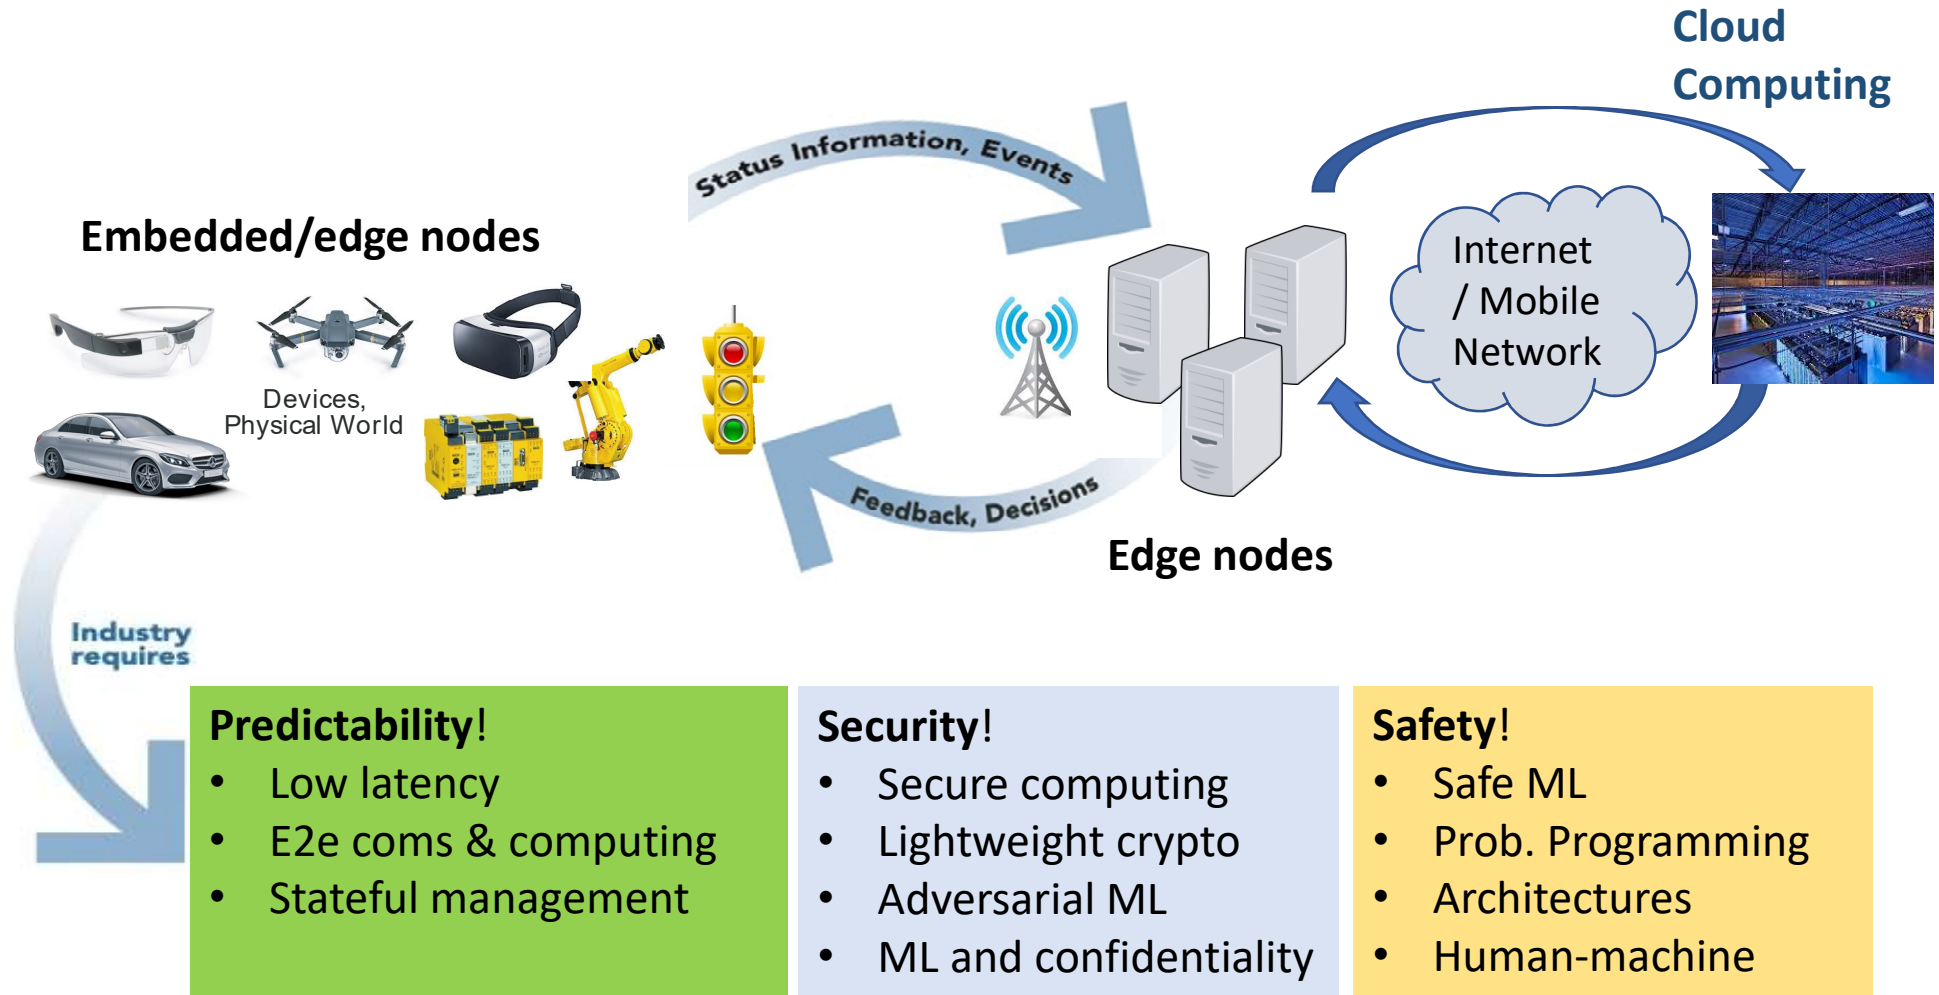 Cloud
Computing
Status Information, Events
Embedded/edge nodes
Internet
/ Mobile
Network
Devices,
Physical World
Feedback, Decisions
Edge nodes
Industry
requires
Predictability!
• Low latency
• E2e coms & computing
• Stateful management
Security!
• Secure computing
• Lightweight crypto
• Adversarial ML
• ML and confidentiality
Safety!
• Safe ML
• Prob. Programming
• Architectures
• Human-machine